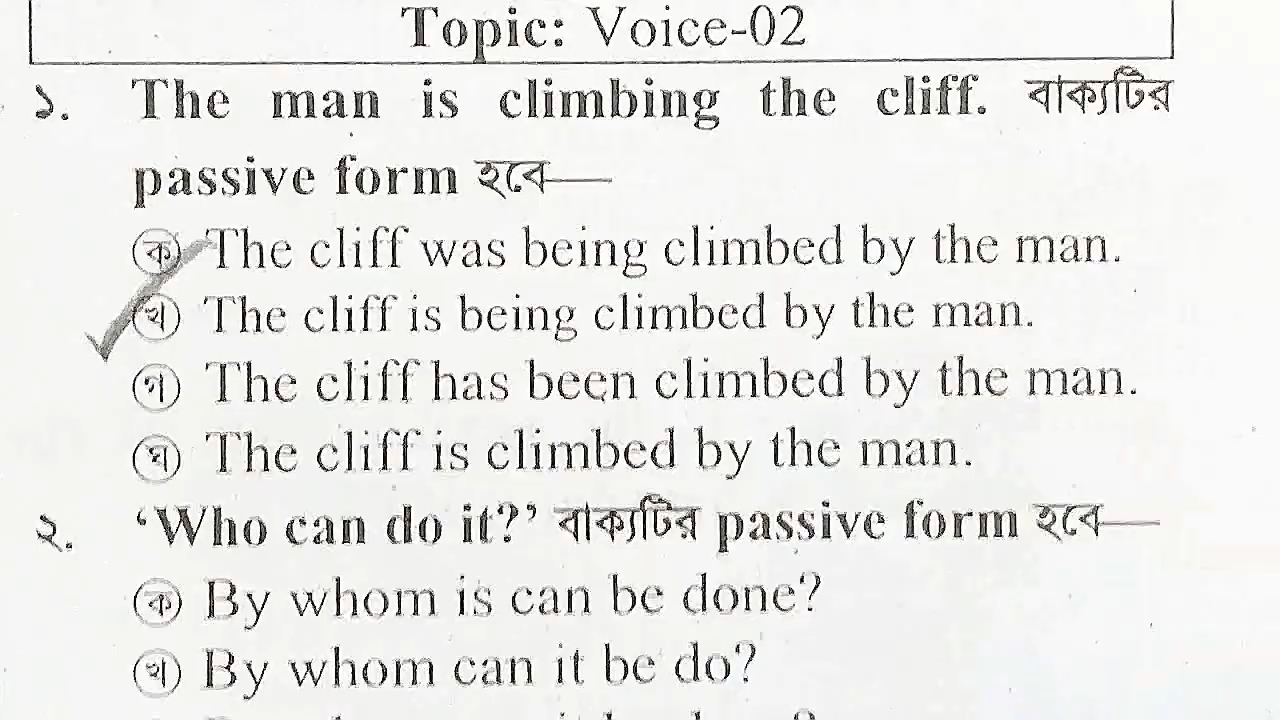 Topic: Voice-02
১. The man is climbing the cliff. বাক্যটির
passive form হবে—
ক The cliff was being climbed by the man.
খ The cliff is being climbed by the man.
গ The cliff has been climbed by the man.
ঘ The cliff is climbed by the man.
২. ‘Who can do it?’ বাক্যটির passive form হবে—
ক By whom is can be done?
খ By whom can it be do?